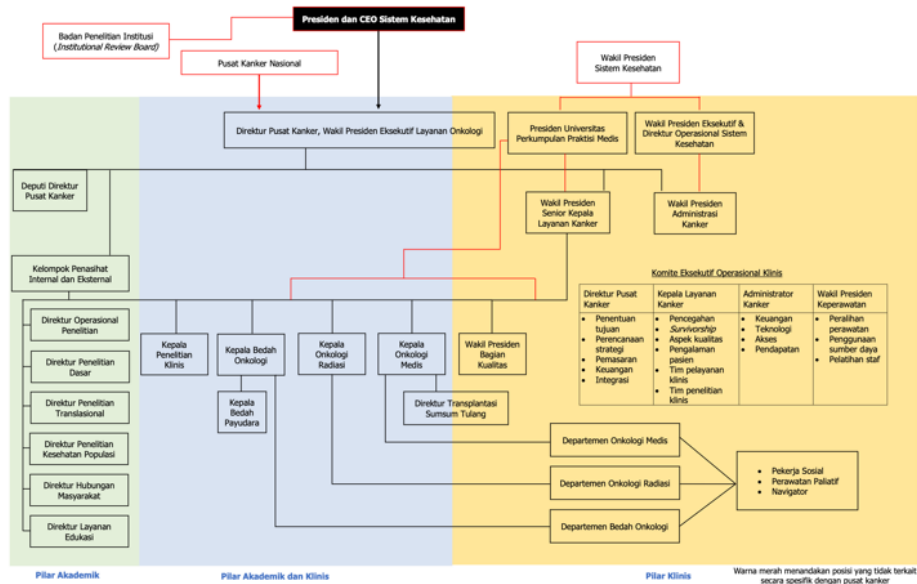 Presiden dan CEO Sistem Kesehatan
Badan Penelitian Institusi
(Institutional Review Board)
Pusat Kanker Nasional
Wakil Presiden
Sistem Kesehatan
Direktur Pusat Kanker, Wakil Presiden Eksekutif Layanan Onkologi
Presiden Universitas
Perkumpulan Praktisi Medis
Wakil Presiden Eksekutif &
Direktur Operasional Sistem
Kesehatan
Deputi Direktur
Pusat Kanker
Wakil Presiden
Senior Kepala
Layanan Kanker
Wakil Presiden
Administrasi
Kanker
Kelompok Penasihat
Internal dan Eksternal
Direktur Operasional
Penelitian
Direktur Penelitian
Dasar
Direktur Penelitian
Translasional
Direktur Penelitian
Kesehatan Populasi
Direktur Hubungan
Masyarakat
Direktur Layanan
Edukasi
Kepala
Penelitian
Klinis
Kepala Bedah
Onkologi
Kepala
Onkologi
Radiasi
Kepala
Onkologi
Medis
Wakil Presiden
Bagian
Kualitas
Kepala
Bedah
Payudara
Direktur Transplantasi
Sumsum Tulang
Komite Eksekutif Operasional Klinis
Direktur Pusat
Kanker
• Penentuan
tujuan
• Perencanaan
strategi
• Pemasaran
• Keuangan
• Integrasi
Kepala Layanan
Kanker
• Pencegahan
• Survivorship
• Aspek kualitas
• Pengalaman
pasien
• Tim pelayanan
klinis
• Tim penelitian
klinis
Administrator
Kanker
• Keuangan
• Teknologi
• Akses
• Pendapatan
Wakil Presiden
Keperawatan
• Peralihan
perawatan
• Penggunaan
sumber daya
• Pelatihan staf
Departemen Onkologi Medis
Departemen Onkologi Radiasi
Departemen Bedah Onkologi
• Pekerja Sosial
• Perawatan Paliatif
• Navigator
Pilar Akademik
Pilar Akademik dan Klinis
Pilar Klinis
Warna merah menandakan posisi yang tidak terkait
secara spesifik dengan pusat kanker